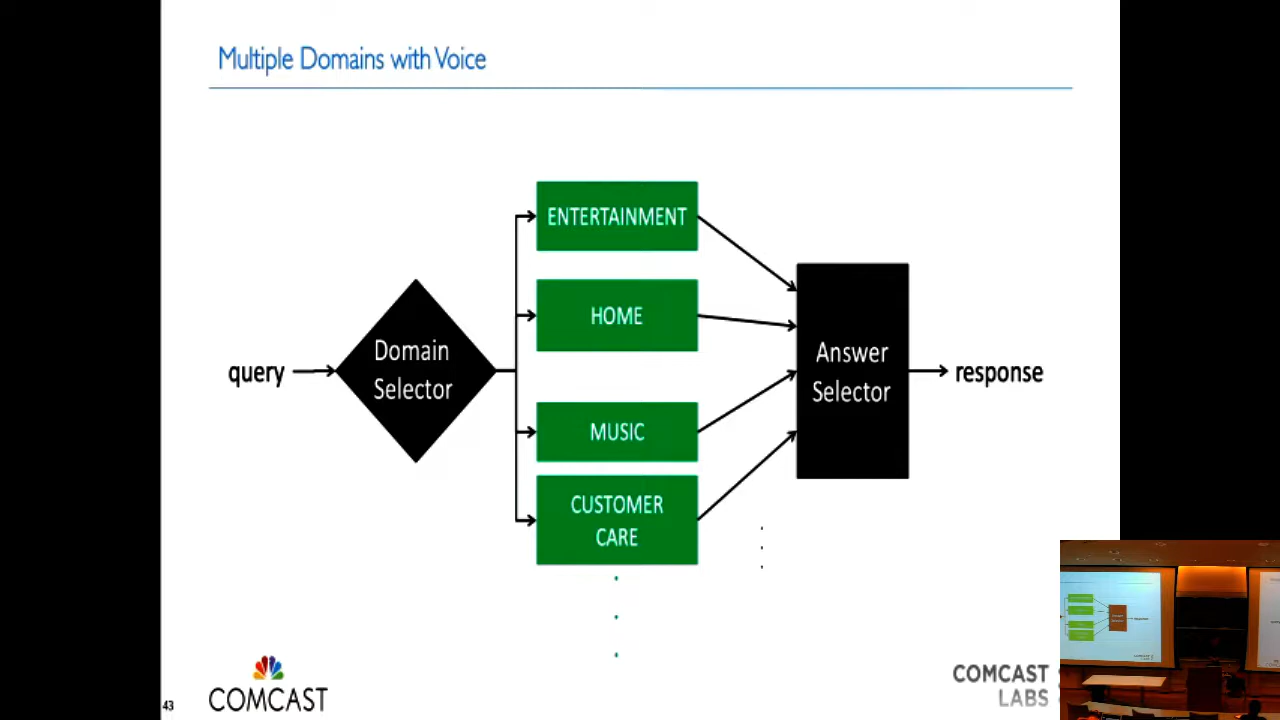 Multiple Domains with Voice
query
Domain
Selector
ENTERTAINMENT
HOME
MUSIC
CUSTOMER
CARE
Answer
Selector
response
43
COMCAST
COMCAST
LABS